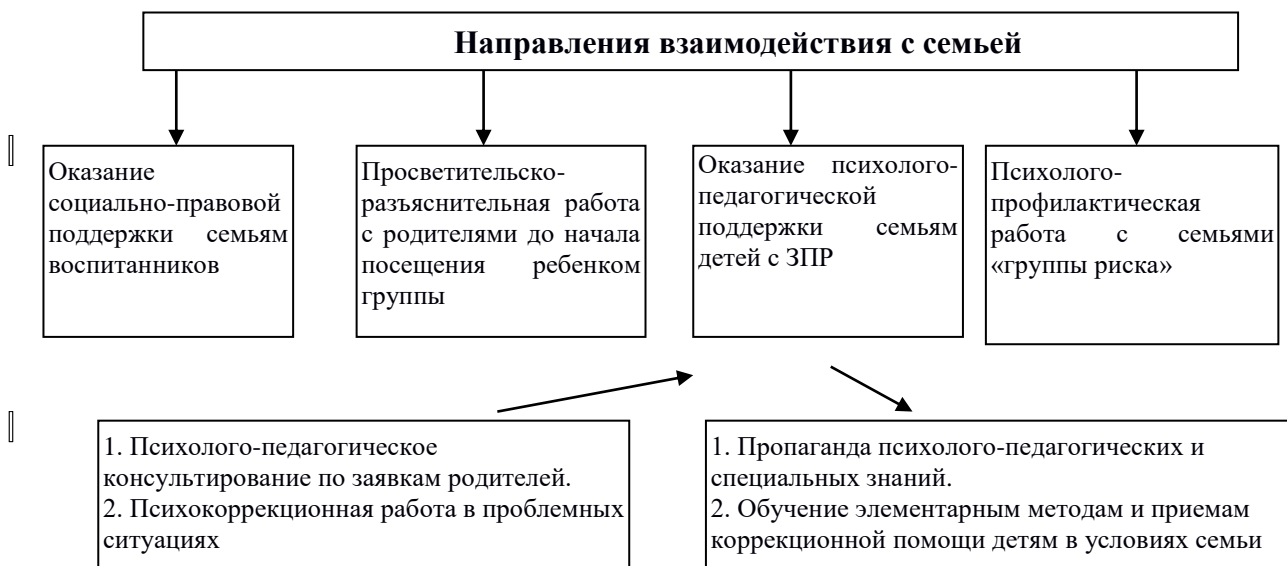 Направления взаимодействия с семьей
Оказание
социально-правовой
поддержки семьям
воспитанников
Просветительско-
разъяснительная работа
с родителями до начала
посещения ребенком
группы
Оказание психолого-
педагогической
поддержки семьям
детей с ЗПР
Психолого-
профилактическая
работа с семьями
«группы риска»
1. Психолого-педагогическое
консультирование по заявкам родителей.
2. Психокоррекционная работа в проблемных
ситуациях
1. Пропаганда психолого-педагогических и
специальных знаний.
2. Обучение элементарным методам и приемам
коррекционной помощи детям в условиях семьи